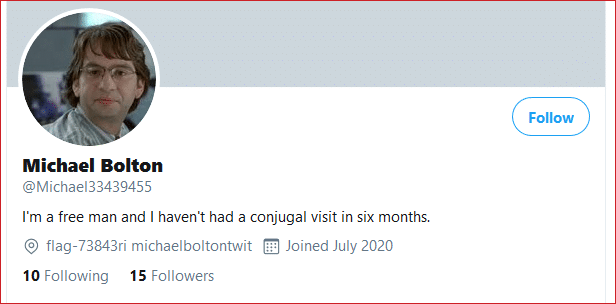 Follow
Michael Bolton
@Michael33439455
I'm a free man and I haven't had a conjugal visit in six months.
flag-73843ri michaelboltontwit Joined July 2020
10 Following 15 Followers